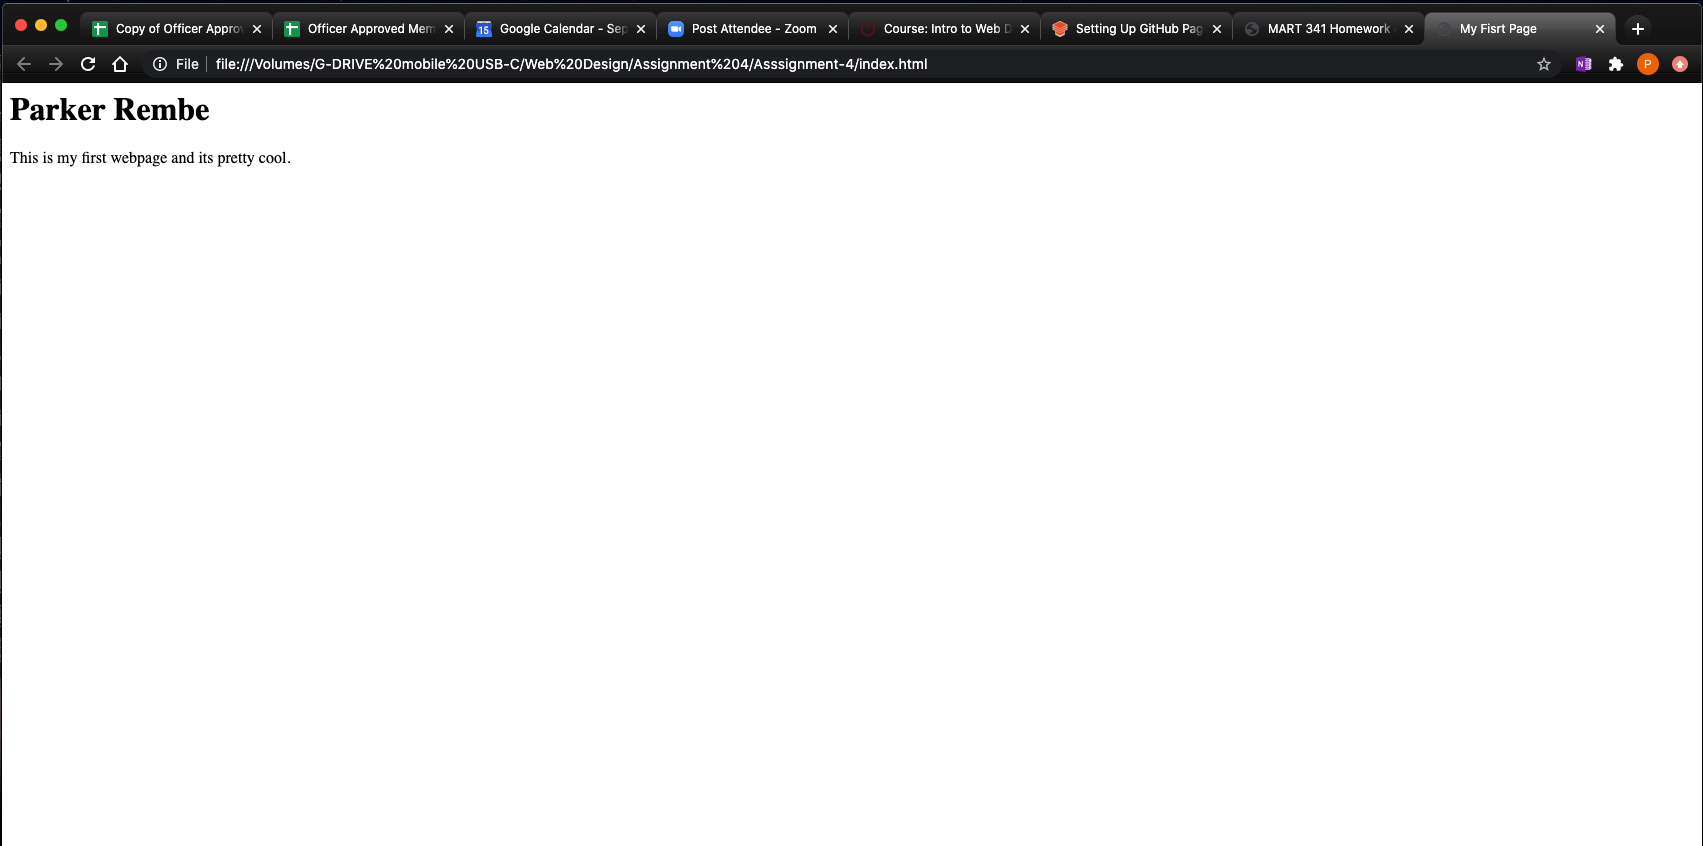 Copy of Officer Approv
Officer Approved Mem
15
Google Calendar - Sep
Post Attendee - Zoom
Course: Intro to Web D
Setting Up GitHub Pag
MART 341 Homework
My Fisrt Page
File
file:///Volumes/G-DRIVE%20mobile%20USB-C/Web%20Design/Assignment%204/Asssignment-4/index.html
N
P
Parker Rembe
This is my first webpage and its pretty cool.